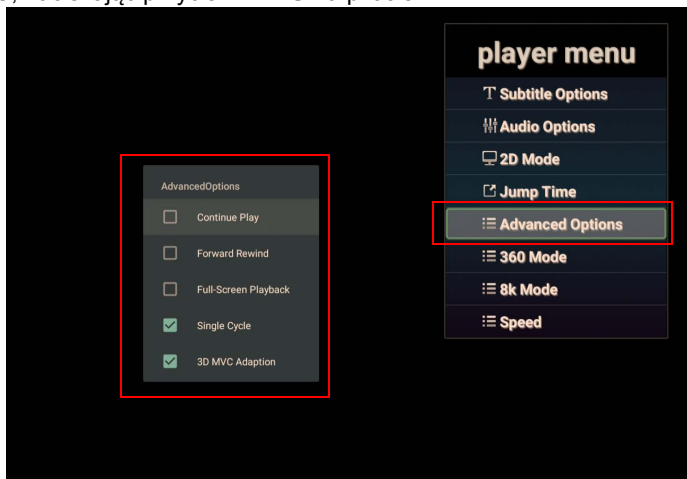 player menu
Subtitle Options
Audio Options
2D Mode
Jump Time
Advanced Options
360 Mode
8k Mode
Speed
AdvancedOptions
Continue Play
Forward Rewind
Full-Screen Playback
Single Cycle
3D MVC Adaption